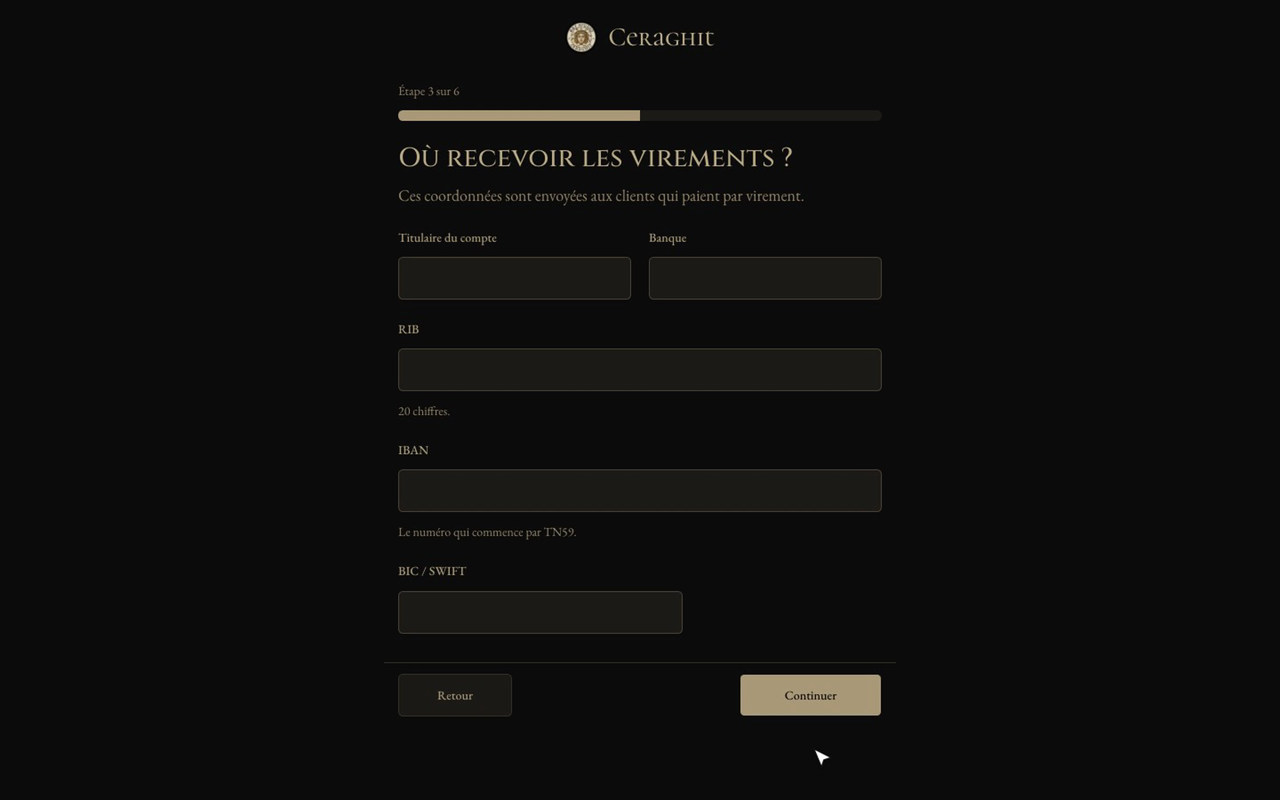 Ceraghit
Étape 3 sur 6
Où recevoir les virements ?
Ces coordonnées sont envoyées aux clients qui paient par virement.
Titulaire du compte
Banque
RIB
20 chiffres.
IBAN
Le numéro qui commence par TN59.
BIC / SWIFT
Retour
Continuer